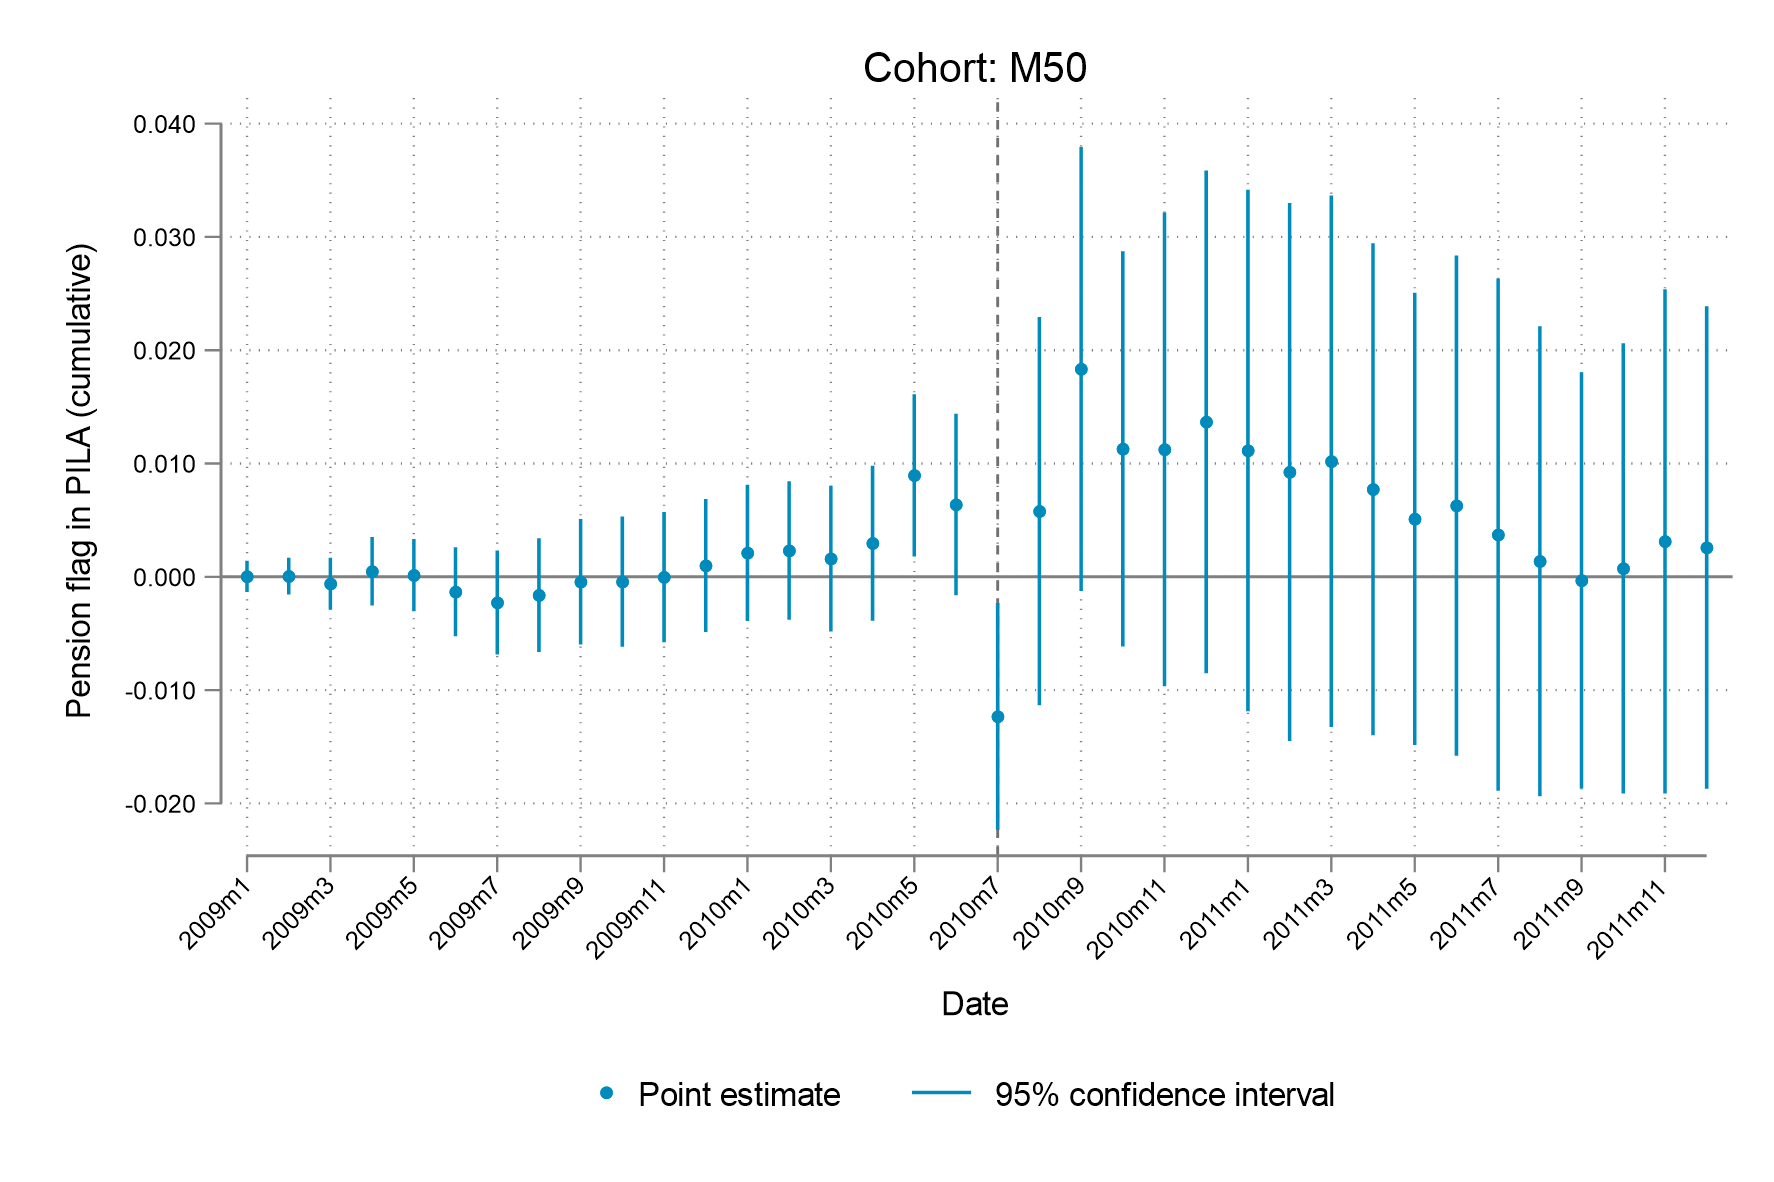 Cohort: M50
Pension flag in PILA (cumulative)
0.040
0.030
0.020
0.010
0.000
-0.010
-0.020
2009m1
2009m3
2009m5
2009m7
2009m9
2009m11
2010m1
2010m3
2010m5
2010m7
2010m9
2010m11
2011m1
2011m3
2011m5
2011m7
2011m9
2011m11
Date
Point estimate
95% confidence interval